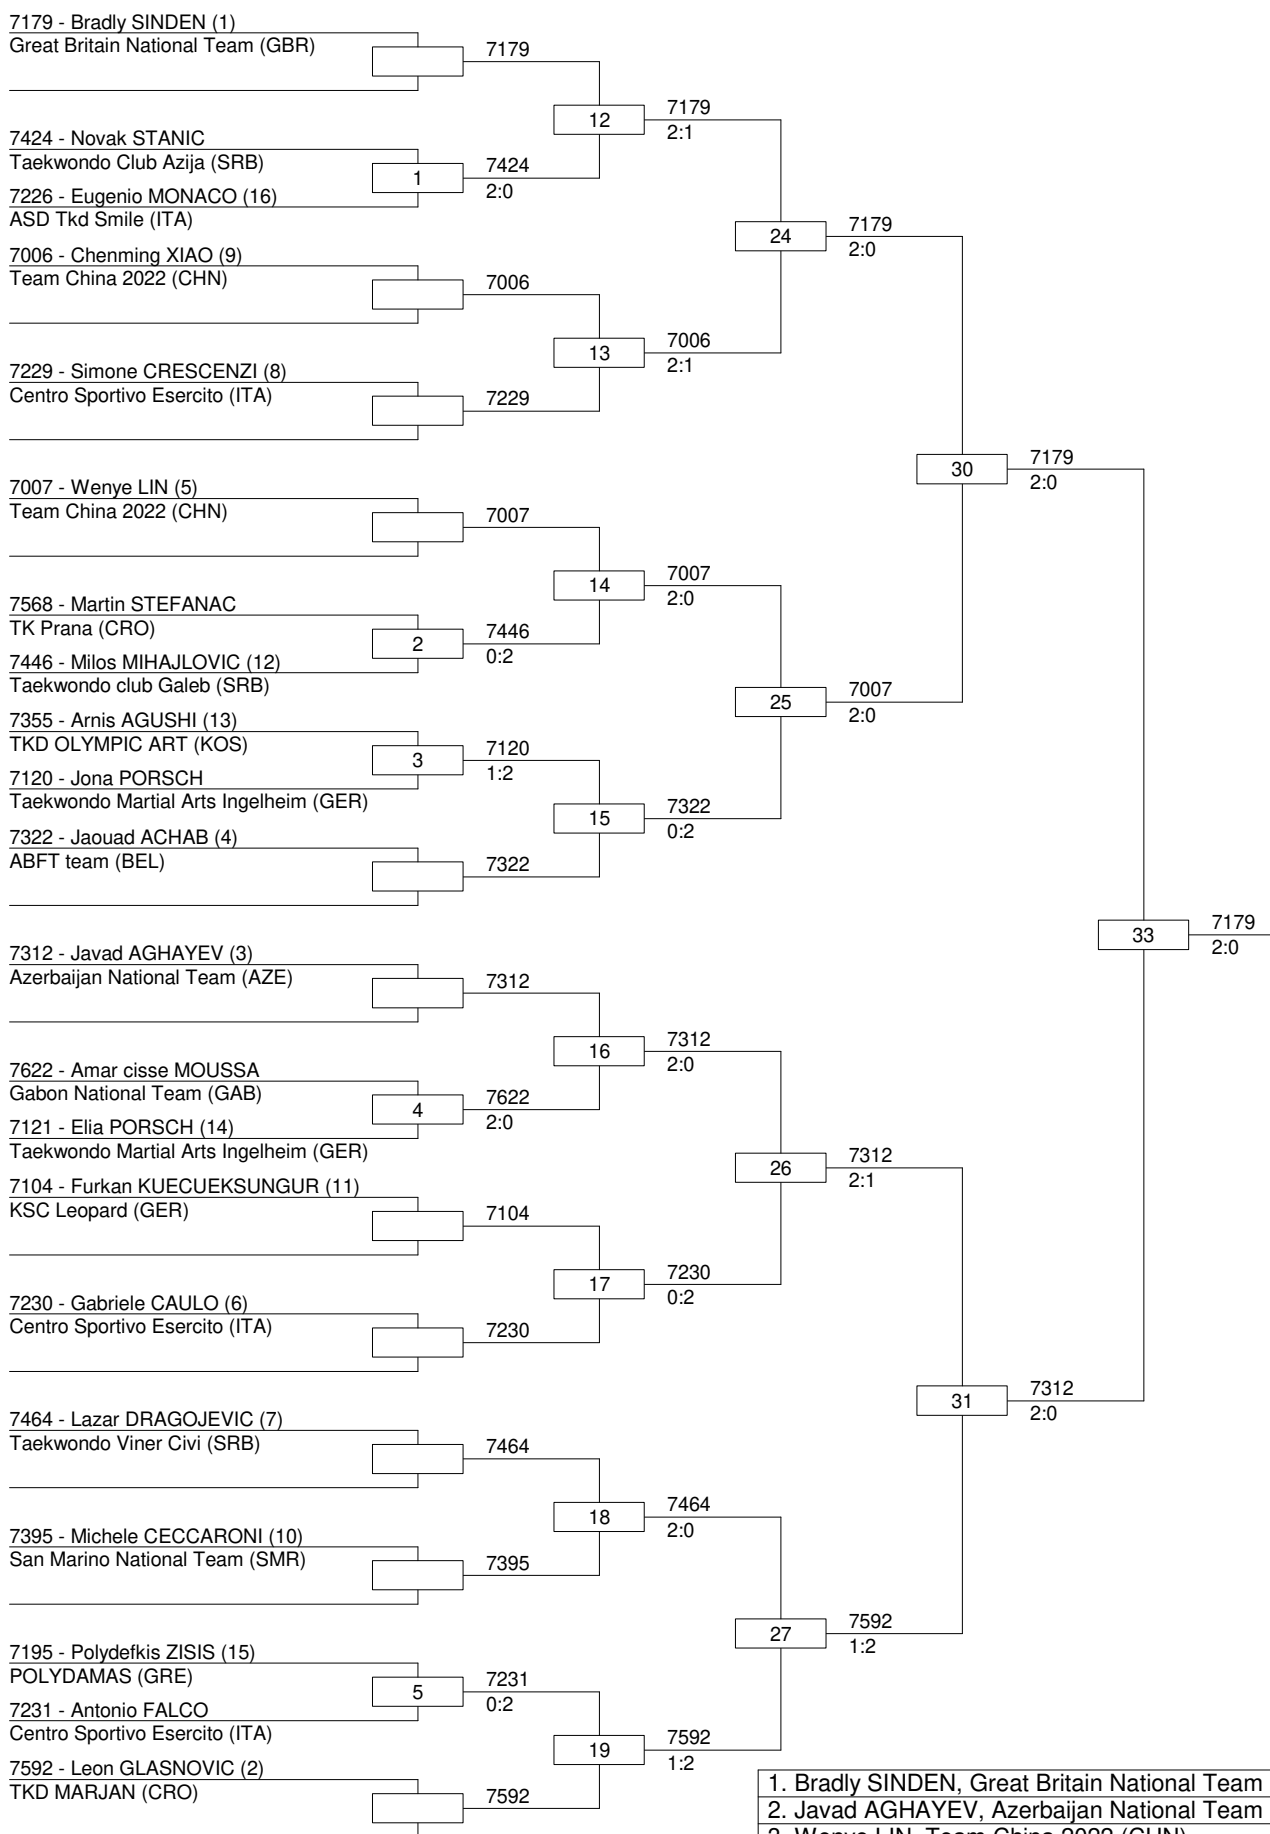 7179 - Bradly SINDEN (1)
Great Britain National Team (GBR)
7424 - Novak STANIC
Taekwondo Club Azija (SRB)
7226 - Eugenio MONACO (16)
ASD Tkd Smile (ITA)
7006 - Chenming XIAO (9)
Team China 2022 (CHN)
7229 - Simone CRESCENZI (8)
Centro Sportivo Esercito (ITA)
7007 - Wenye LIN (5)
Team China 2022 (CHN)
7568 - Martin STEFANAC
TK Prana (CRO)
7446 - Milos MIHAJLOVIC (12)
Taekwondo club Galeb (SRB)
7355 - Arnis AGUSHI (13)
TKD OLYMPIC ART (KOS)
7120 - Jona PORSCH
Taekwondo Martial Arts Ingelheim (GER)
7322 - Jaouad ACHAB (4)
ABFT team (BEL)
7312 - Javad AGHAYEV (3)
Azerbaijan National Team (AZE)
7622 - Amar cisse MOUSSA
Gabon National Team (GAB)
7121 - Elia PORSCH (14)
Taekwondo Martial Arts Ingelheim (GER)
7104 - Furkan KUECUEKSUNGUR (11)
KSC Leopard (GER)
7230 - Gabriele CAULO (6)
Centro Sportivo Esercito (ITA)
7464 - Lazar DRAGOJEVIC (7)
Taekwondo Viner Civi (SRB)
7395 - Michele CECCARONI (10)
San Marino National Team (SMR)
7195 - Polydefkis ZISIS (15)
POLYDAMAS (GRE)
7231 - Antonio FALCO
Centro Sportivo Esercito (ITA)
7592 - Leon GLASNOVIC (2)
TKD MARJAN (CRO)
1
2
3
4
5
7179
7424
2:0
7006
7229
7007
7446
0:2
7120
1:2
7322
7312
7622
2:0
7104
7230
7464
7395
7231
0:2
7592
12
13
14
15
16
17
18
19
7179
2:1
7006
2:1
7007
2:0
7322
0:2
7312
2:0
7230
0:2
7464
2:0
7592
1:2
24
25
26
27
7179
2:0
7007
2:0
7312
2:1
7592
1:2
30
31
7179
2:0
7312
2:0
33
7179
2:0
1. Bradly SINDEN, Great Britain National Team
2. Javad AGHAYEV, Azerbaijan National Team
3. Wenye LIN, Team China 2022 (CHN)